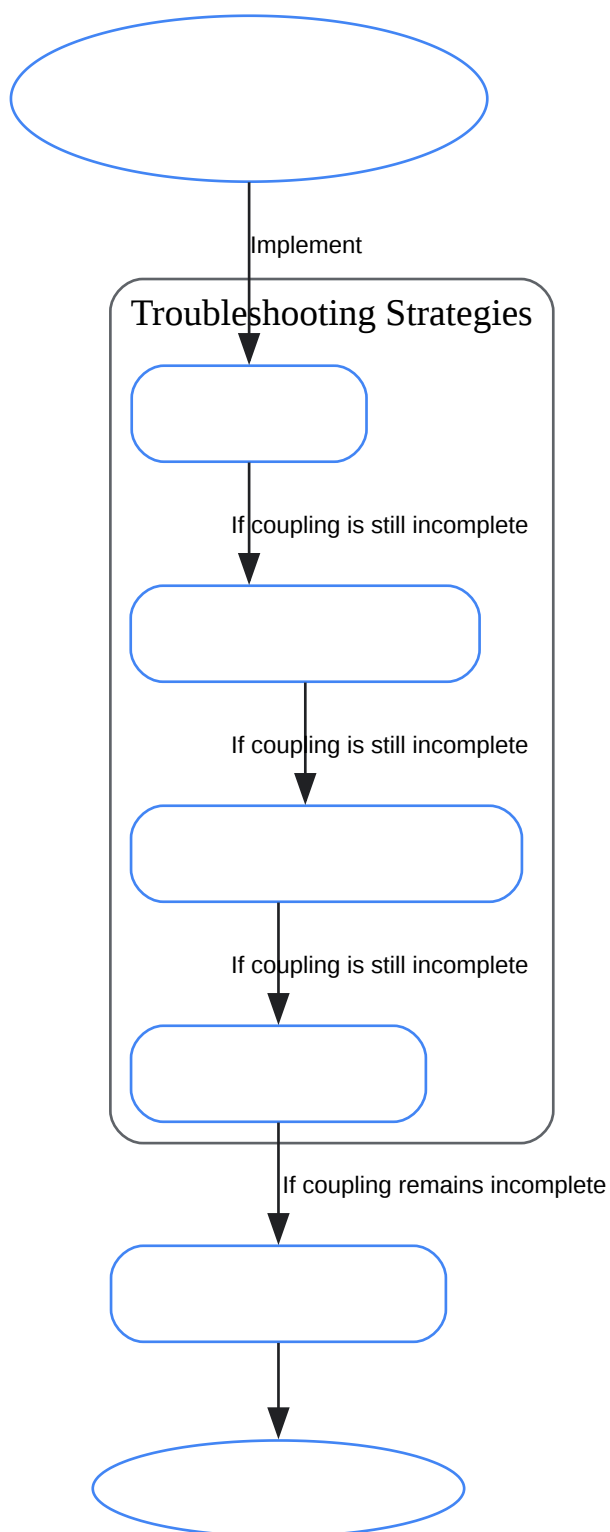 Implement
Troubleshooting Strategies
If coupling is still incomplete
If coupling is still incomplete
If coupling is still incomplete
If coupling remains incomplete